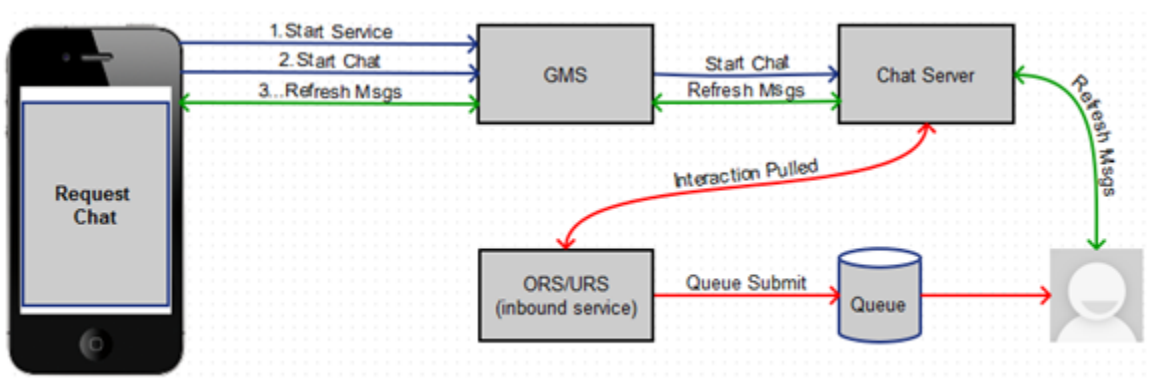 1.Start Service
2.Start Chat
3...Refresh Msgs
GMS
Start Chat
Refresh Msgs
Chat Server
Refresh Msgs
Request
Chat
Interaction Pulled
ORS/URS
(inbound service)
Queue Submit
Queue